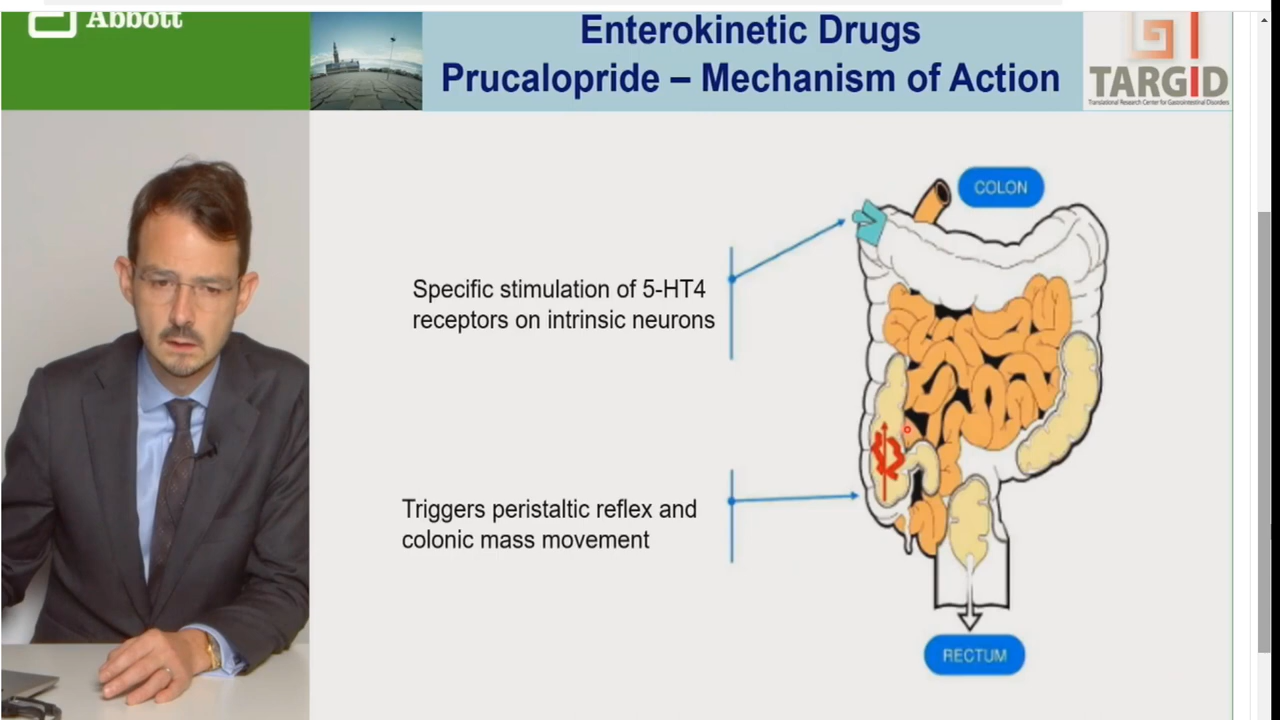 Abbott
Enterokinetic Drugs
Prucalopride – Mechanism of Action
TARGID
Translational Research Center for Gastrointestinal Disorders
COLON
Specific stimulation of 5-HT4
receptors on intrinsic neurons
Triggers peristaltic reflex and
colonic mass movement
RECTUM